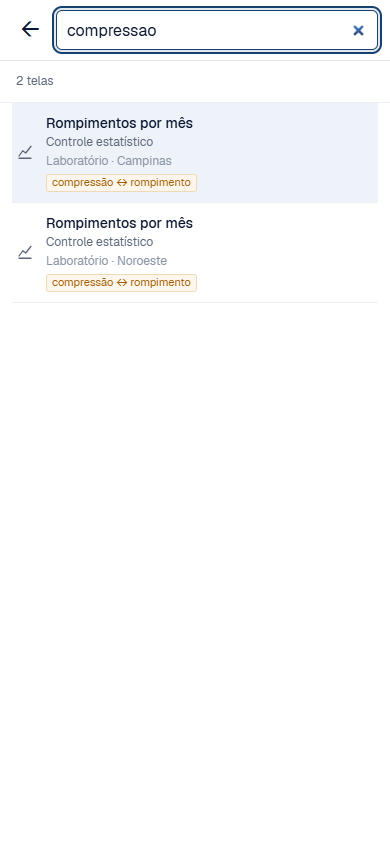 compressao
2 telas
Rompimentos por mês
Controle estatístico
Laboratório · Campinas
compressão ↔ rompimento
Rompimentos por mês
Controle estatístico
Laboratório · Noroeste
compressão ↔ rompimento